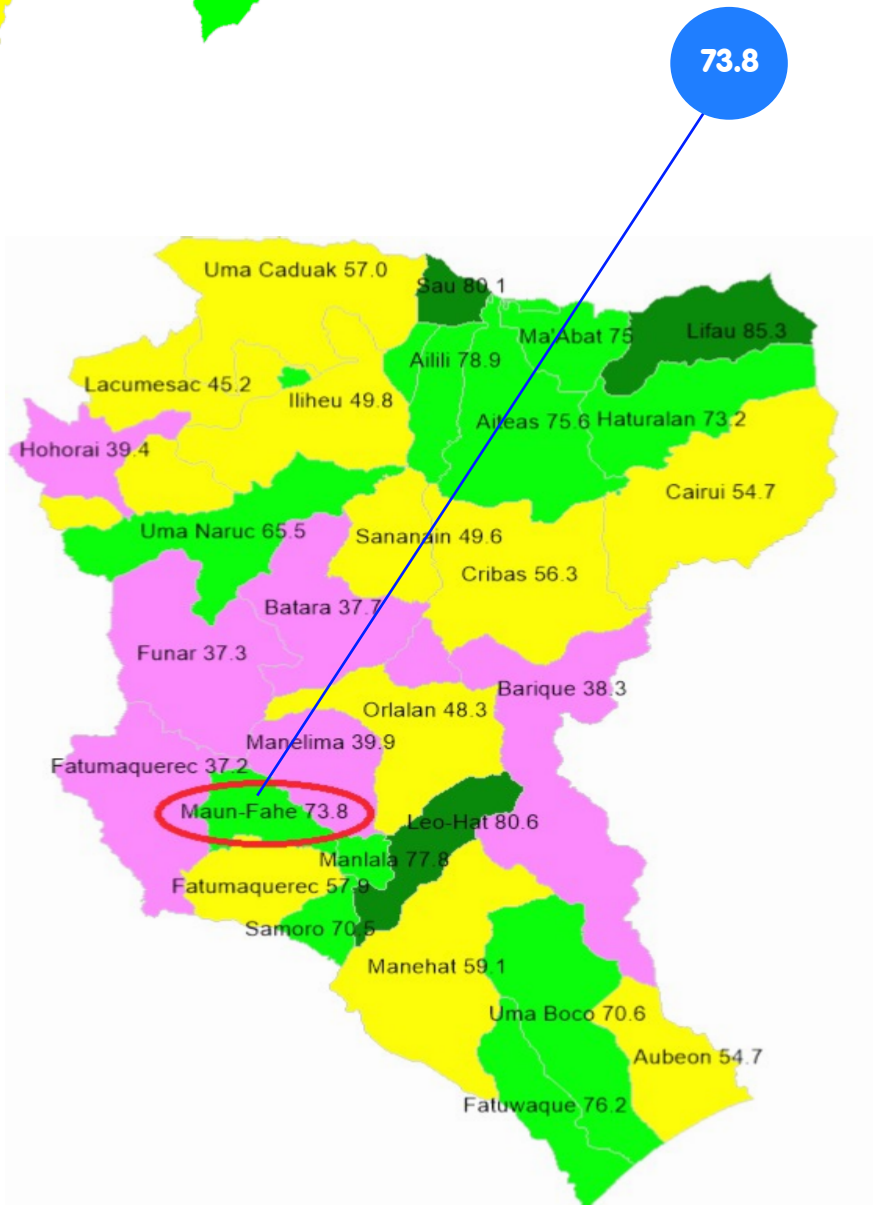 73.8
Uma Caduak 57.0
Sau 80.1
Ma'Abat 75
Lifau 85.3
Ailili 78.9
Lacumesac 45.2
Iliheu 49.8
Aiteas 75.6
Haturalan 73.2
Hohorai 39.4
Cairui 54.7
Uma Naruc 65.5
Sananain 49.6
Cribas 56.3
Batara 37.7
Funar 37.3
Barique 38.3
Orlalan 48.3
Manelima 39.9
Fatumaquerec 37.2
Maun-Fahe 73.8
Leo-Hat 80.6
Manlala 77.8
Fatumaquerec 57.9
Samoro 70.5
Manehat 59.1
Uma Boco 70.6
Aubeon 54.7
Fatuwaque 76.2